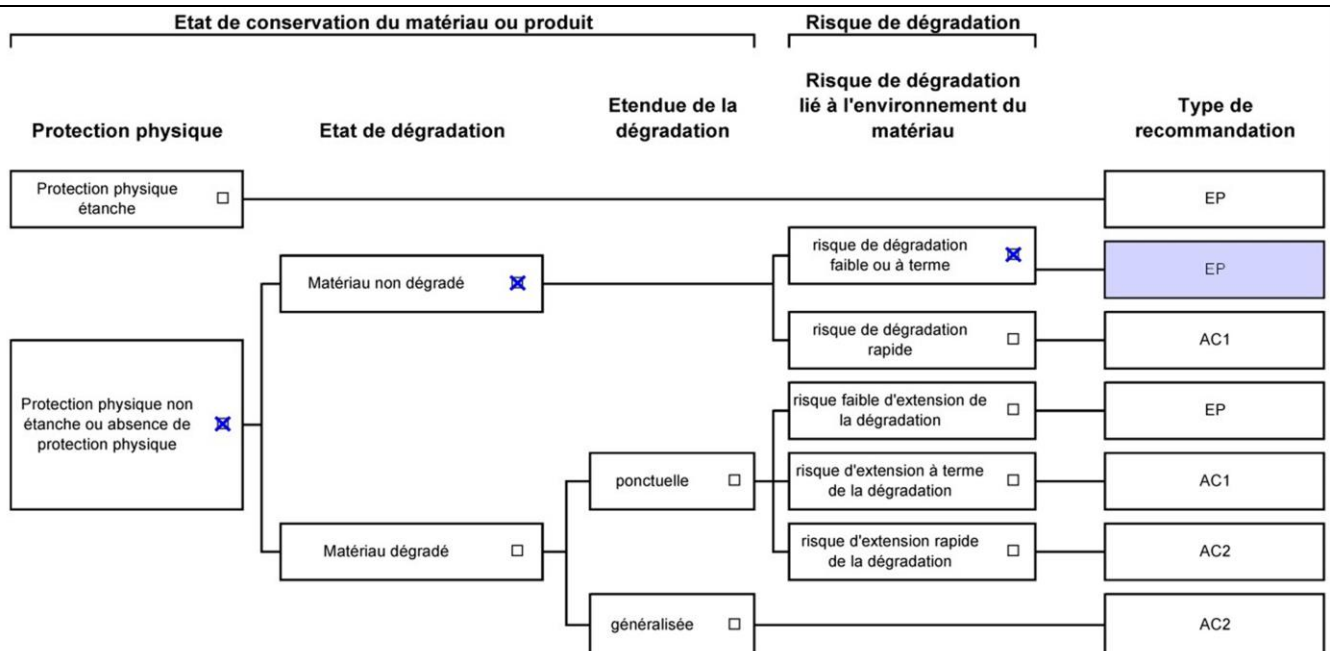 Etat de conservation du matériau ou produit
Risque de dégradation
Protection physique
Etat de dégradation
Etendue de la
dégradation
Risque de dégradation
lié à l'environnement du
matériau
Type de
recommandation
Protection physique
étanche
EP
risque de dégradation
faible ou à terme
EP
Matériau non dégradé
risque de dégradation
rapide
AC1
Protection physique non
étanche ou absence de
protection physique
risque faible d'extension de
la dégradation
EP
ponctuelle
risque d'extension à terme
de la dégradation
AC1
Matériau dégradé
risque d'extension rapide
de la dégradation
AC2
généralisée
AC2